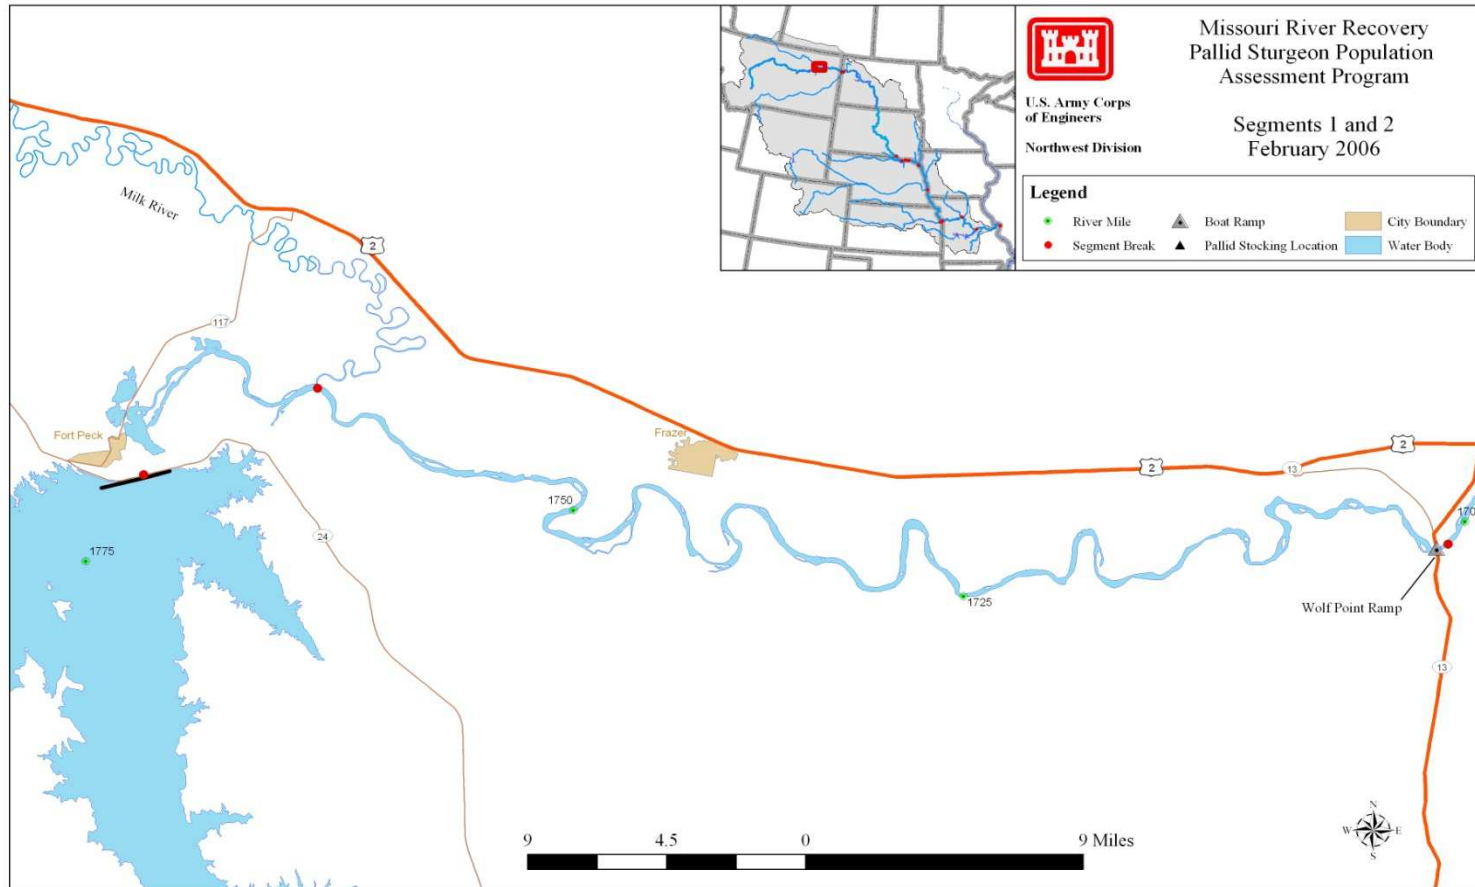 Missouri River Recovery
Pallid Sturgeon Population
Assessment Program
Segments 1 and 2
February 2006
U.S. Army Corps
of Engineers
Northwest Division
Legend
River Mile
Boat Ramp
City Boundary
Segment Break
Pallid Stocking Location
Water Body
Milk River
2
117
Fort Peck
Frazer
2
13
2
1750
170
1775
24
1725
Wolf Point Ramp
13
N
W
E
S
9
4.5
0
9 Miles